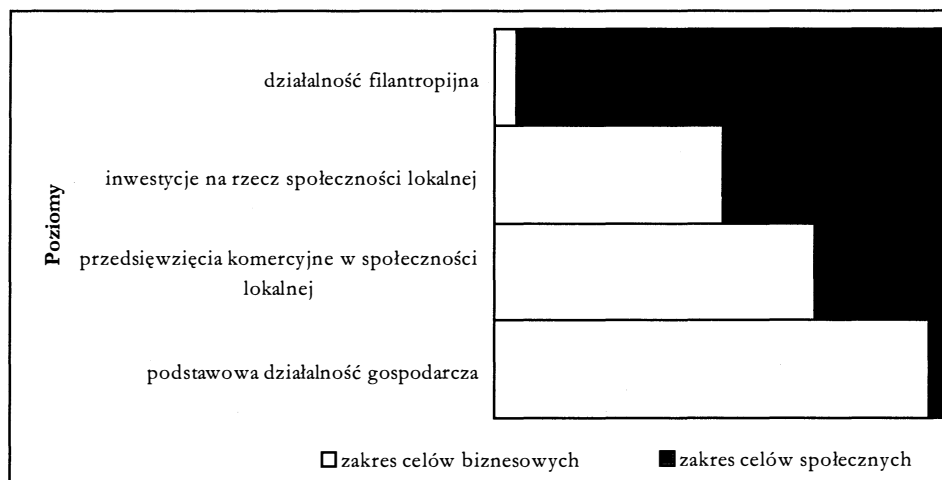 działalność filantropijna
inwestycje na rzecz społeczności lokalnej
Poziomy
przedsięwzięcia komercyjne w społeczności
lokalnej
podstawowa działalność gospodarcza
zakres celów biznesowych
zakres celów społecznych